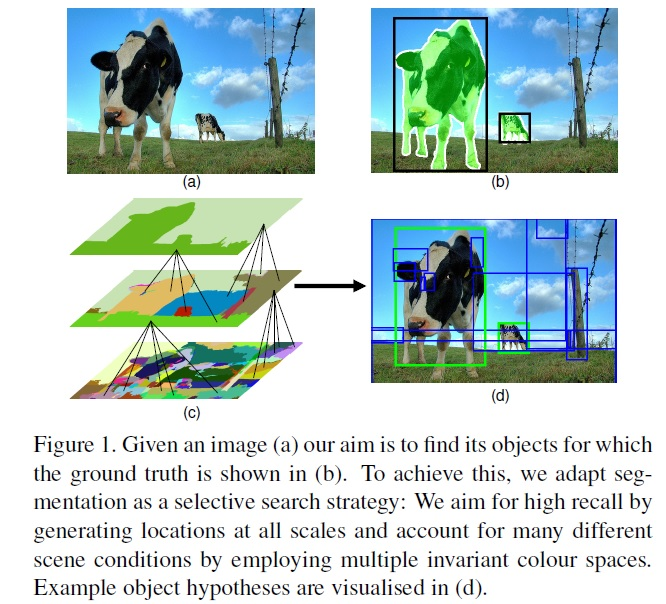 (a)
(b)
(c)
(d)
Figure 1. Given an image (a) our aim is to find its objects for which
the ground truth is shown in (b). To achieve this, we adapt seg-
mentation as a selective search strategy: We aim for high recall by
generating locations at all scales and account for many different
scene conditions by employing multiple invariant colour spaces.
Example object hypotheses are visualised in (d).